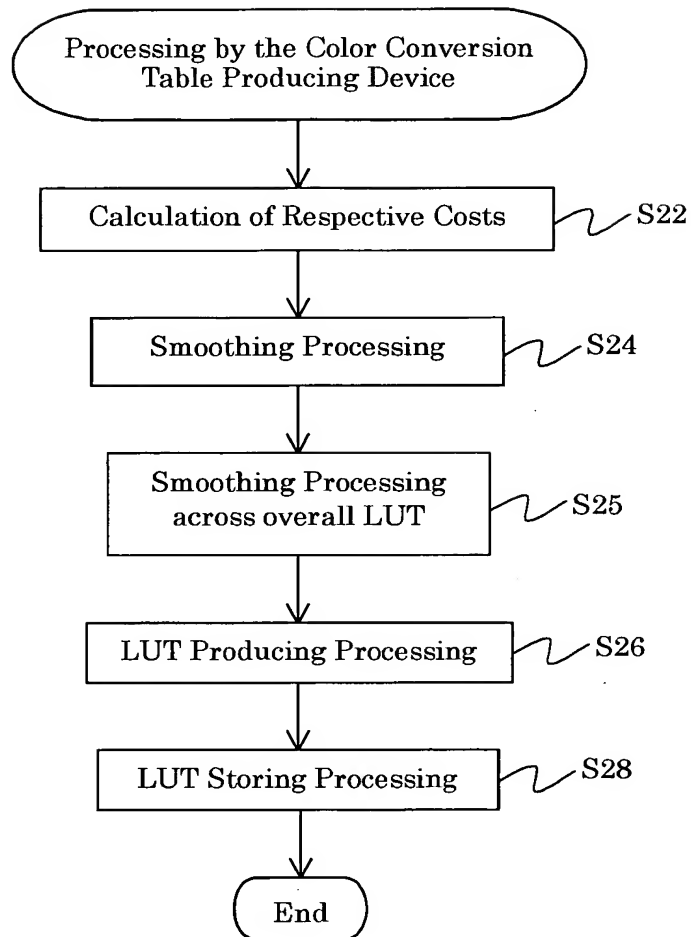 Processing by the Color Conversion
Table Producing Device
Calculation of Respective Costs
S22
Smoothing Processing
S24
Smoothing Processing
across overall LUT
S25
LUT Producing Processing
S26
LUT Storing Processing
S28
End